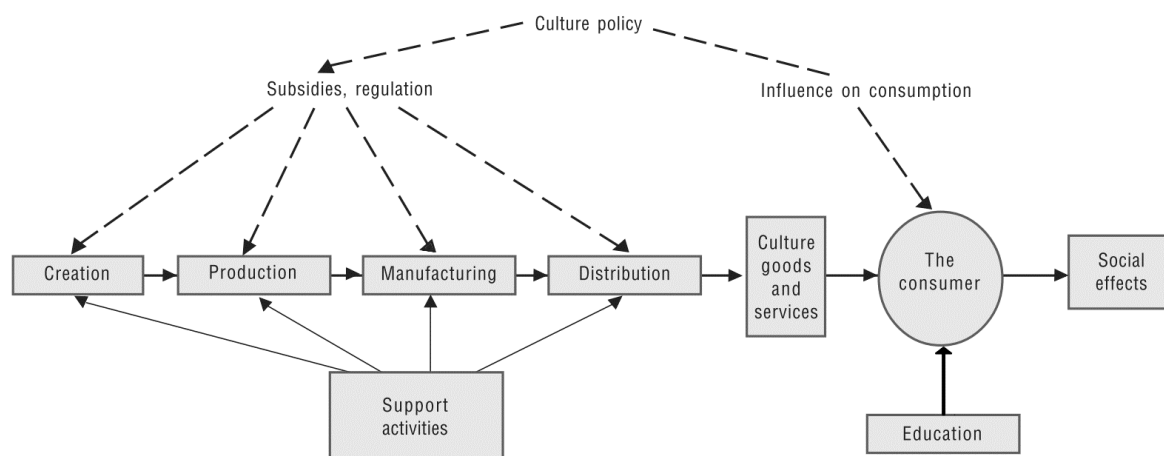 Culture policy
Subsidies, regulation
Influence on consumption
Creation
Production
Manufacturing
Distribution
Culture
goods
and
services
The
consumer
Social
effects
Support
activities
Education